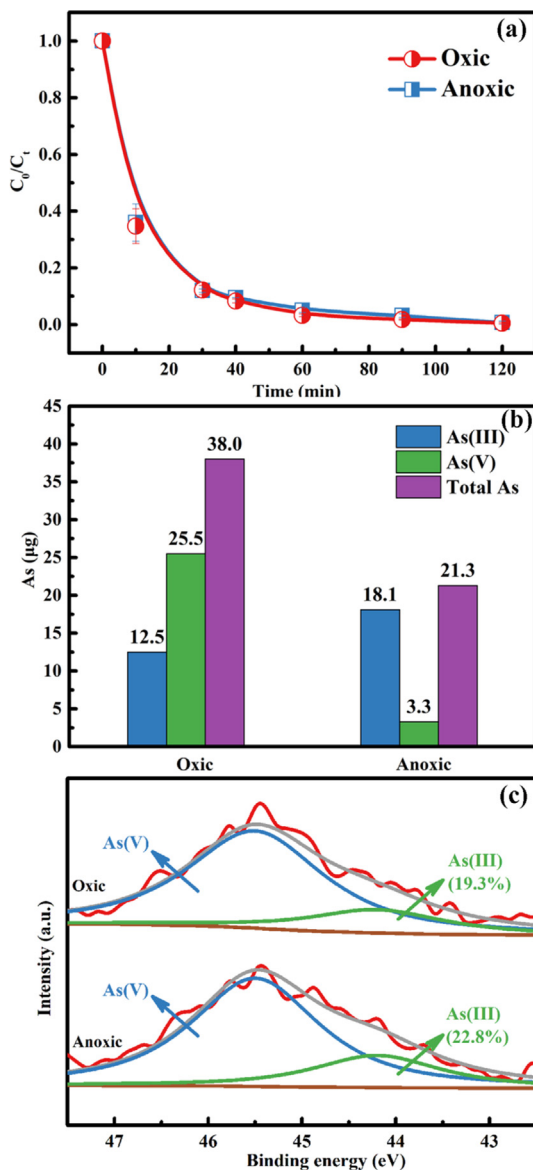 (a)
Oxic
Anoxic
1.0
0.8
0.6
0.4
0.2
0.0
C0/Ct
0 20 40 60 80 100 120
Time (min)
(b)
As(III)
As(V)
Total As
45
40
35
30
25
20
15
10
5
0
As (μg)
12.5
25.5
38.0
18.1
3.3
21.3
Oxic Anoxic
(c)
As(V)
As(III)
(19.3%)
Oxic
As(V)
As(III)
(22.8%)
Anoxic
Intensity (a.u.)
47 46 45 44 43
Binding energy (eV)